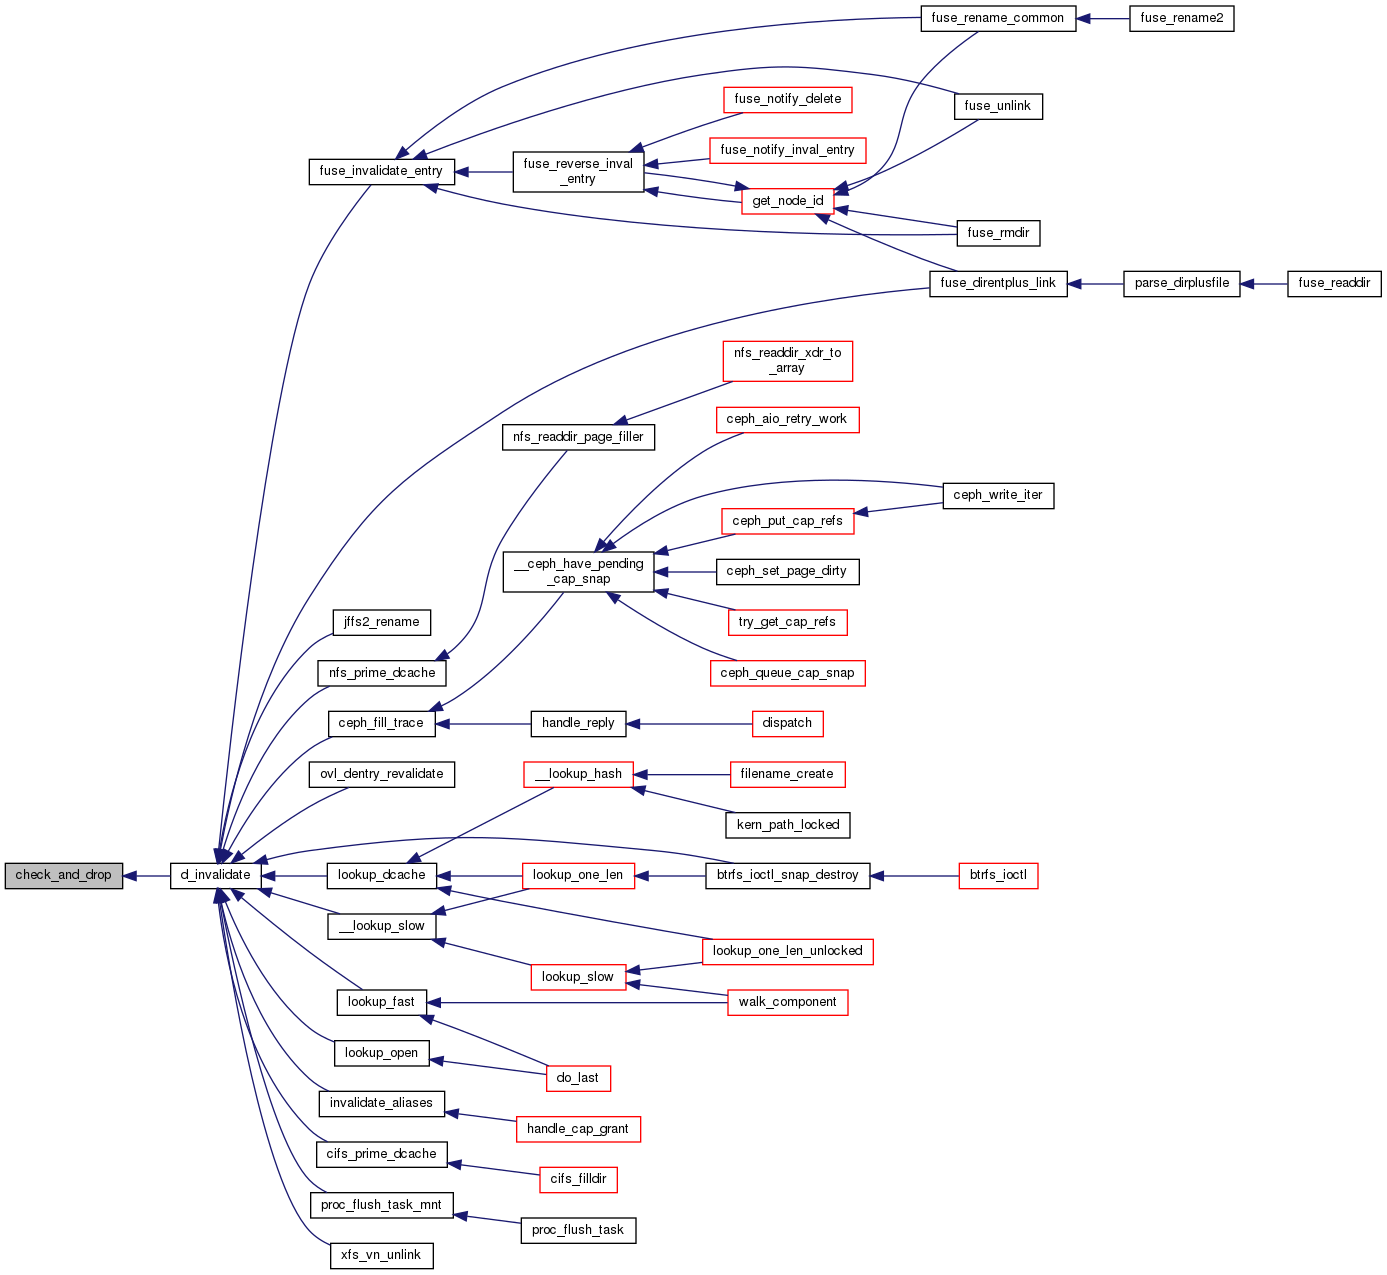 fuse_rename_common
fuse_rename2
fuse_notify_delete
fuse_unlink
fuse_notify_inval_entry
fuse_invalidate_entry
fuse_reverse_inval
_entry
get_node_id
fuse_rmdir
fuse_direntplus_link
parse_dirplusfile
fuse_readdir
nfs_readdir_xdr_to
_array
ceph_aio_retry_work
nfs_readdir_page_filler
ceph_write_iter
ceph_put_cap_refs
__ceph_have_pending
_cap_snap
ceph_set_page_dirty
jffs2_rename
try_get_cap_refs
nfs_prime_dcache
ceph_queue_cap_snap
ceph_fill_trace
handle_reply
dispatch
ovl_dentry_revalidate
__lookup_hash
filename_create
kern_path_locked
check_and_drop
d_invalidate
lookup_dcache
lookup_one_len
btrfs_ioctl_snap_destroy
btrfs_ioctl
__lookup_slow
lookup_one_len_unlocked
lookup_slow
lookup_fast
walk_component
lookup_open
do_last
invalidate_aliases
handle_cap_grant
cifs_prime_dcache
cifs_filldir
proc_flush_task_mnt
proc_flush_task
xfs_vn_unlink